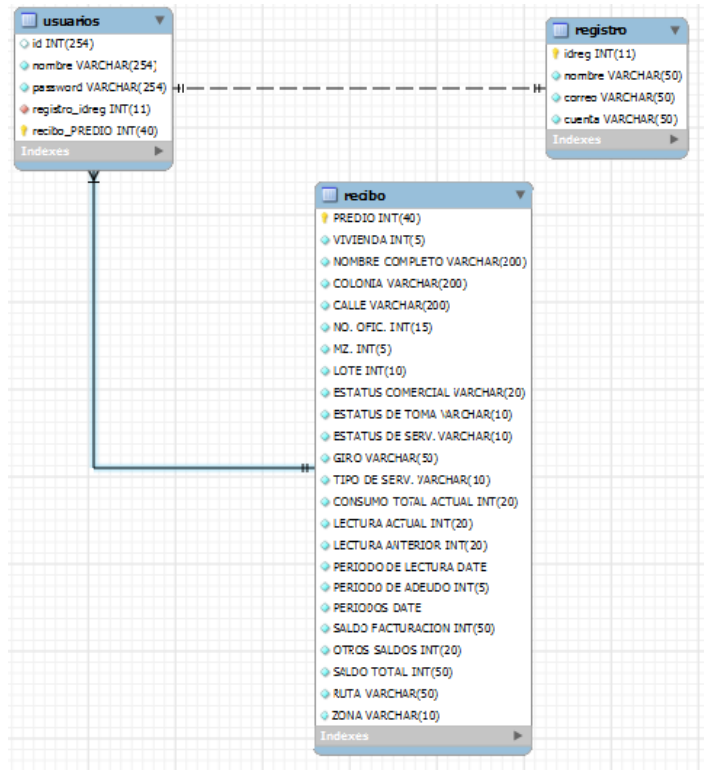 usuarios
id INT(254)
nombre VARCHAR(254)
password VARCHAR(254)
registro_idreg INT(11)
recibo_PREDIO INT(40)
Indexes
registro
idreg INT(11)
nombre VARCHAR(50)
correo VARCHAR(50)
cuenta VARCHAR(50)
Indexes
recibo
PREDIO INT(40)
VIVIENDA INT(5)
NOMBRE COMPLETO VARCHAR(200)
COLONIA VARCHAR(200)
CALLE VARCHAR(200)
NO. OFIC. INT(15)
MZ. INT(5)
LOTE INT(10)
ESTATUS COMERCIAL VARCHAR(20)
ESTATUS DE TOMA VARCHAR(10)
ESTATUS DE SERV. VARCHAR(10)
GIRO VARCHAR(50)
TIPO DE SERV. VARCHAR(10)
CONSUMO TOTAL ACTUAL INT(20)
LECTURA ACTUAL INT(20)
LECTURA ANTERIOR INT(20)
PERIODO DE LECTURA DATE
PERIODO DE ADEUDO INT(5)
PERIODOS DATE
SALDO FACTURACION INT(50)
OTROS SALDOS INT(20)
SALDO TOTAL INT(50)
RUTA VARCHAR(50)
ZONA VARCHAR(10)
Indexes